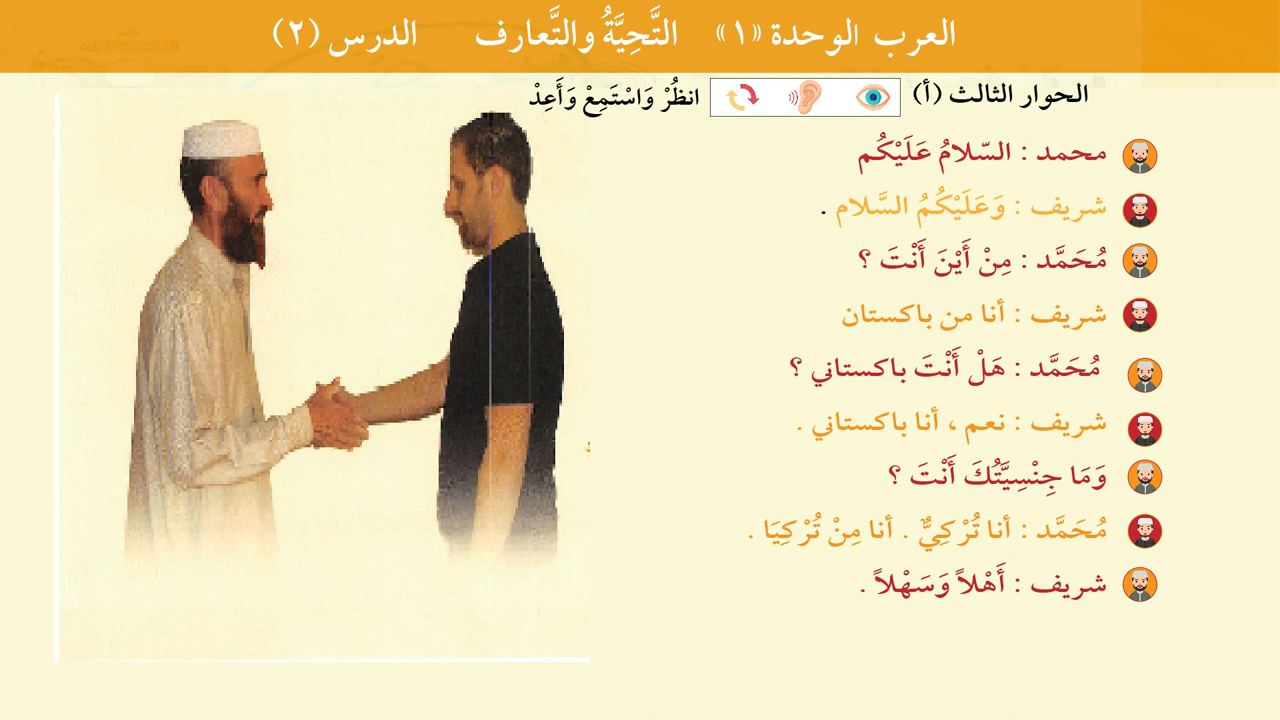 العرب الوحدة «١» التَّحِيَّةُ والتَّعارف الدرس (٢)
الحوار الثالث (أ) انظُرْ وَاسْتَمِعْ وَأَعِدْ
محمد : السّلامُ عَلَيْكُم
شريف : وَعَلَيْكُمُ السَّلام .
مُحَمَّد : مِنْ أَيْنَ أَنْتَ ؟
شريف : أنا من باكستان
مُحَمَّد : هَلْ أَنْتَ باكستاني ؟
شريف : نعم ، أنا باكستاني .
وَمَا جِنْسِيَّتُكَ أَنْتَ ؟
مُحَمَّد : أنا تُرْكِيٌّ . أنا مِنْ تُرْكِيَا .
شريف : أَهْلاً وَسَهْلاً .